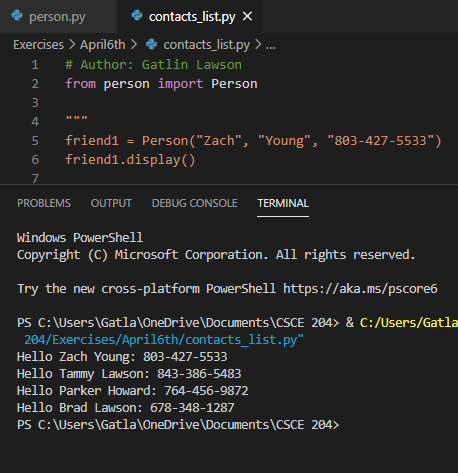 person.py contacts_list.py ×
Exercises > April6th > contacts_list.py > ...
1 # Author: Gatlin Lawson
2 from person import Person
3
4 """
5 friend1 = Person("Zach", "Young", "803-427-5533")
6 friend1.display()
7
PROBLEMS OUTPUT DEBUG CONSOLE TERMINAL
Windows PowerShell
Copyright (C) Microsoft Corporation. All rights reserved.
Try the new cross-platform PowerShell https://aka.ms/pscore6
PS C:\Users\Gatla\OneDrive\Documents\CSCE 204> & C:/Users/Gatla
204/Exercises/April6th/contacts_list.py"
Hello Zach Young: 803-427-5533
Hello Tammy Lawson: 843-386-5483
Hello Parker Howard: 764-456-9872
Hello Brad Lawson: 678-348-1287
PS C:\Users\Gatla\OneDrive\Documents\CSCE 204>